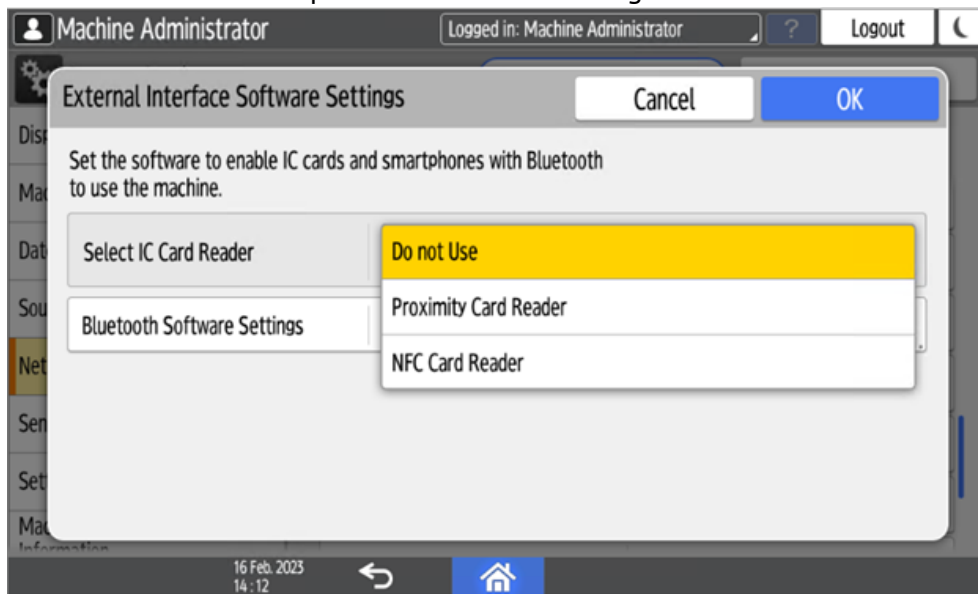 Machine Administrator
Logged in: Machine Administrator
?
Logout
External Interface Software Settings
Cancel
OK
Set the software to enable IC cards and smartphones with Bluetooth
to use the machine.
Select IC Card Reader
Do not Use
Proximity Card Reader
Bluetooth Software Settings
NFC Card Reader
16 Feb. 2023
14 : 12